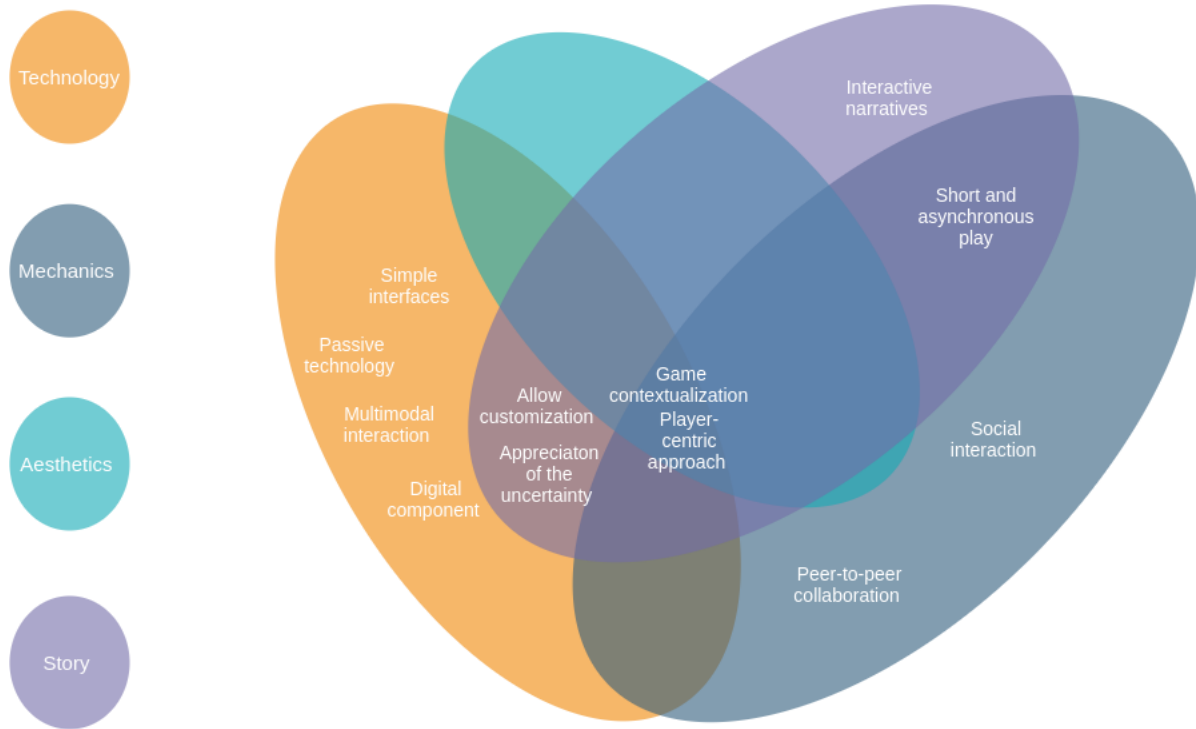 Technology
Mechanics
Aesthetics
Story
Interactive
narratives
Short and
asynchronous
play
Simple
interfaces
Passive
technology
Multimodal
interaction
Digital
component
Allow
customization
Appreciaton
of the
uncertainty
Game
contextualization
Player-
centric
approach
Social
interaction
Peer-to-peer
collaboration